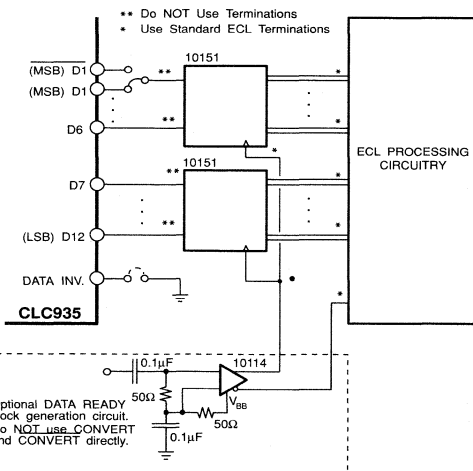 ** Do NOT Use Terminations
* Use Standard ECL Terminations
10151
(MSB) D1
(MSB) D1
**
*
D6
**
*
*
ECL PROCESSING
CIRCUITRY
10151
D7
**
*
(LSB) D12
**
*
DATA INV.
*
CLC935
0.1µF
10114
50Ω
VBB
50Ω
0.1µF
ptional DATA READY
ock generation circuit.
o NOT use CONVERT
nd CONVERT directly.